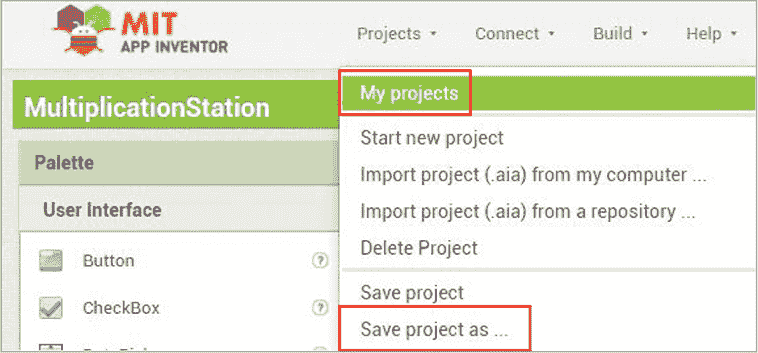 MIT
APP INVENTOR
Projects Connect Build Help
MultiplicationStation
My projects
Palette
Start new project
Import project (.aia) from my computer ...
User Interface
Import project (.aia) from a repository ...
Button ?
Delete Project
CheckBox ?
Save project
Save project as ...